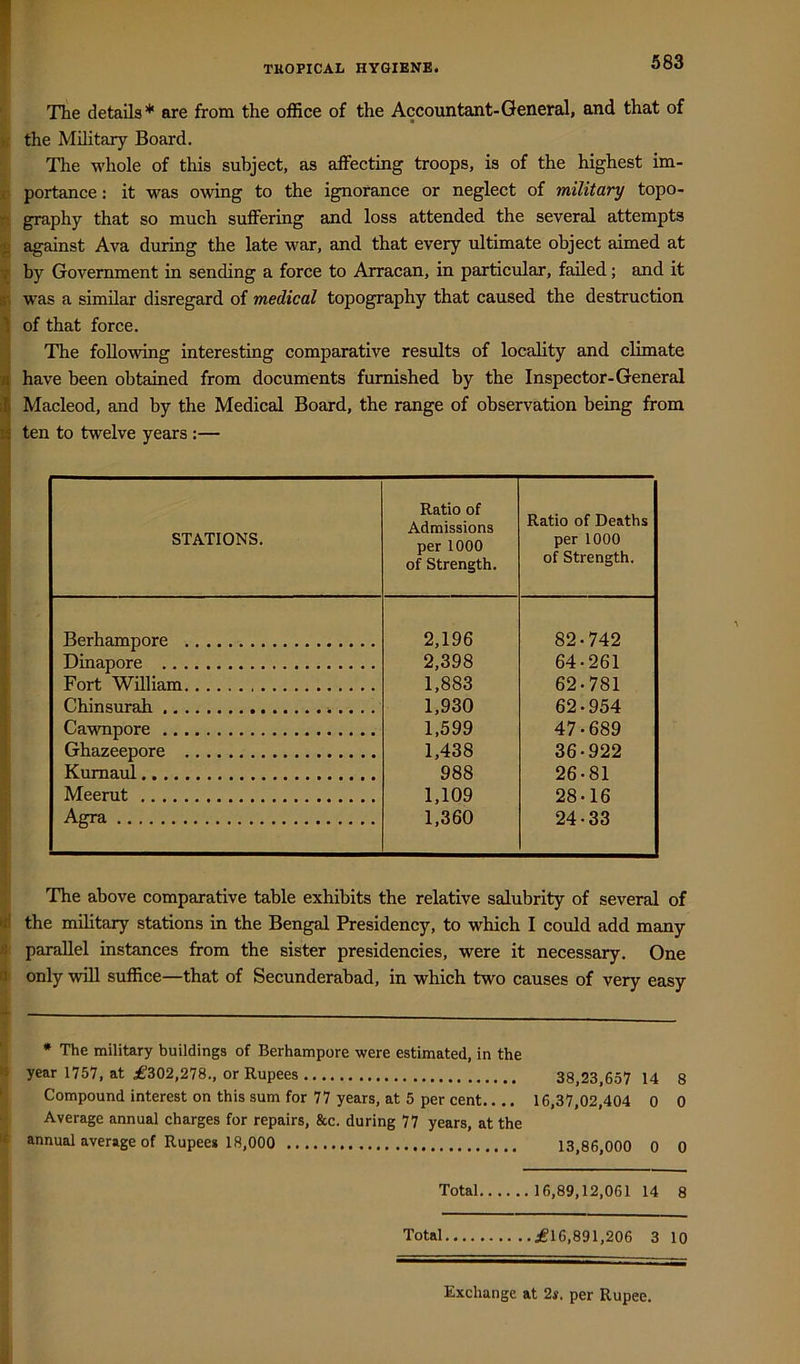 TROPICAL HYGIENE.
583
The details* are from the office of the Accountant-General, and that of
the Military Board.
The whole of this subject, as affecting troops, is of the highest im-
portance: it was owing to the ignorance or neglect of military topo-
graphy that so much suffering and loss attended the several attempts
against Ava during the late war, and that every ultimate object aimed at
by Government in sending a force to Arracan, in particular, failed; and it
was a similar disregard of medical topography that caused the destruction
of that force.
The following interesting comparative results of locality and climate
have been obtained from documents furnished by the Inspector-General
Macleod, and by the Medical Board, the range of observation being from
ten to twelve years:—
STATIONS. Ratio of Admissions per 1000 of Strength. Ratio of Deaths per 1000 of Strength.
Berhampore .................... 2,196 82·742
Dinapore ...................... 2,398 64·261
Fort William.................... 1,883 62·781
Chinsurah ...................... 1,930 62·954
Cawnpore ...................... 1,599 47·689
Ghazeepore .................... 1,438 36·922
Kurnaul........................ 988 26·81
Meerut ........................ 1,109 28·16
Agra .......................... 1,360 24·33
The above comparative table exhibits the relative salubrity of several of
the military stations in the Bengal Presidency, to which I could add many
parallel instances from the sister presidencies, were it necessary. One
only will suffice—that of Secunderabad, in which two causes of very easy
* The military buildings of Berhampore were estimated, in the
year 1757, at £302,278., or Rupees ...................... 38,23,657 14 8
Compound interest on this sum for 77 years, at 5 per cent.... 16,37,02,404 0 0
Average annual charges for repairs, &c. during 77 years, at the
annual average of Rupees 18,000 ........................ 13,86,000 0 0
Total......16,89,12,061 14 8
Total...........£16,891,206 3 10
Exchange at 2s. per Rupee.